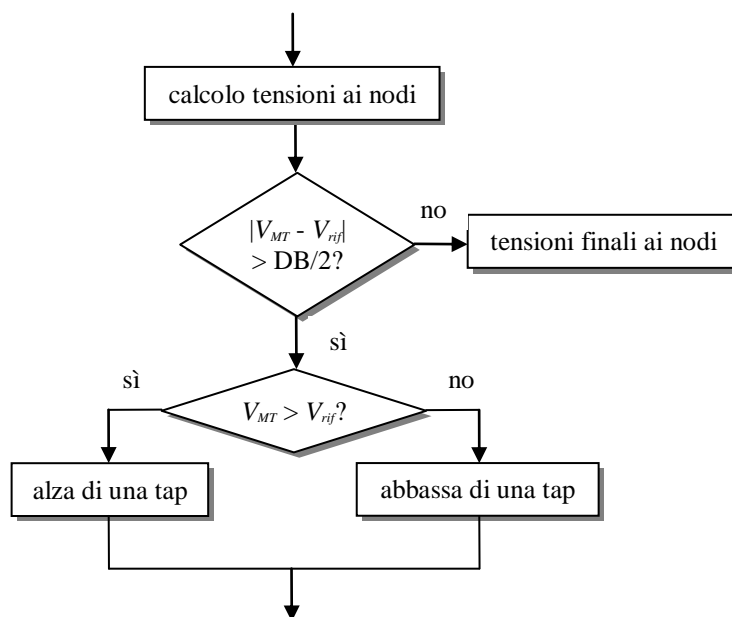 calcolo tensioni ai nodi
|V_MT - V_rif|
> DB/2?
no
tensioni finali ai nodi
sì
sì
V_MT > V_rif?
no
alza di una tap
abbassa di una tap